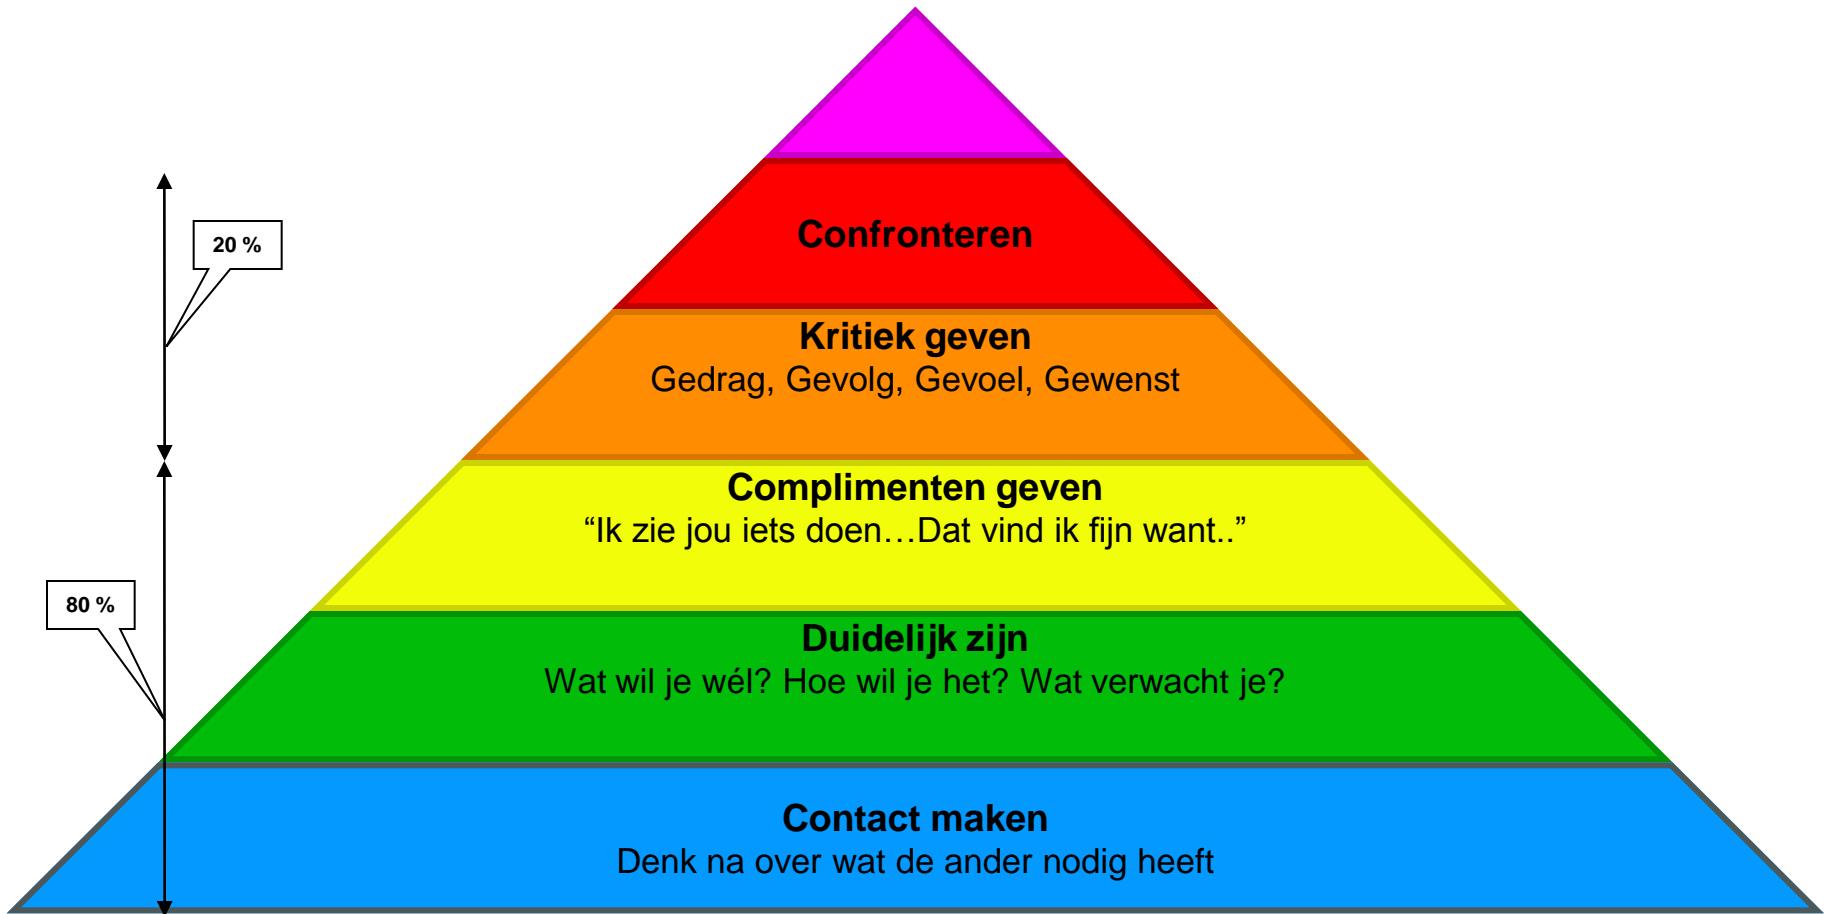 Confronteren
20 %
Kritiek geven
Gedrag, Gevolg, Gevoel, Gewenst
Complimenten geven
“Ik zie jou iets doen…Dat vind ik fijn want..”
80 %
Duidelijk zijn
Wat wil je wél? Hoe wil je het? Wat verwacht je?
Contact maken
Denk na over wat de ander nodig heeft